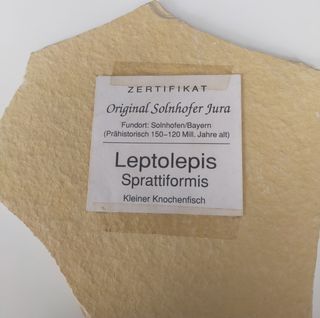 ZERTIFIKAT
Original Solnhofer Jura
Fundort: Solnhofen/Bayern
(Prähistorisch 150–120 Mill. Jahre alt)
Leptolepis
Sprattiformis
Kleiner Knochenfisch